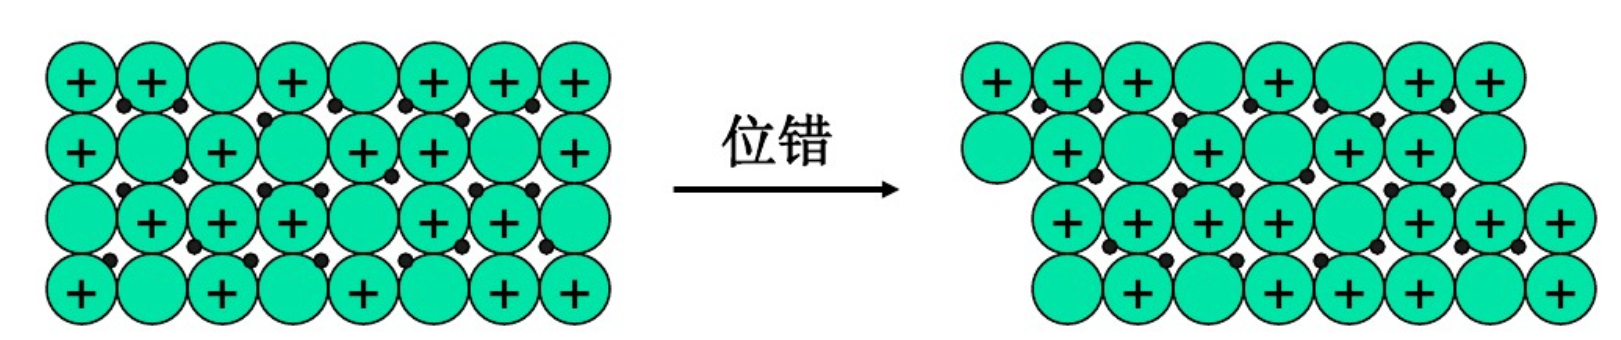 + + + + + + + + + + + +
位错
+ + + + + + + +
+ + + + + + + + + +
+ + + + + + + + + +